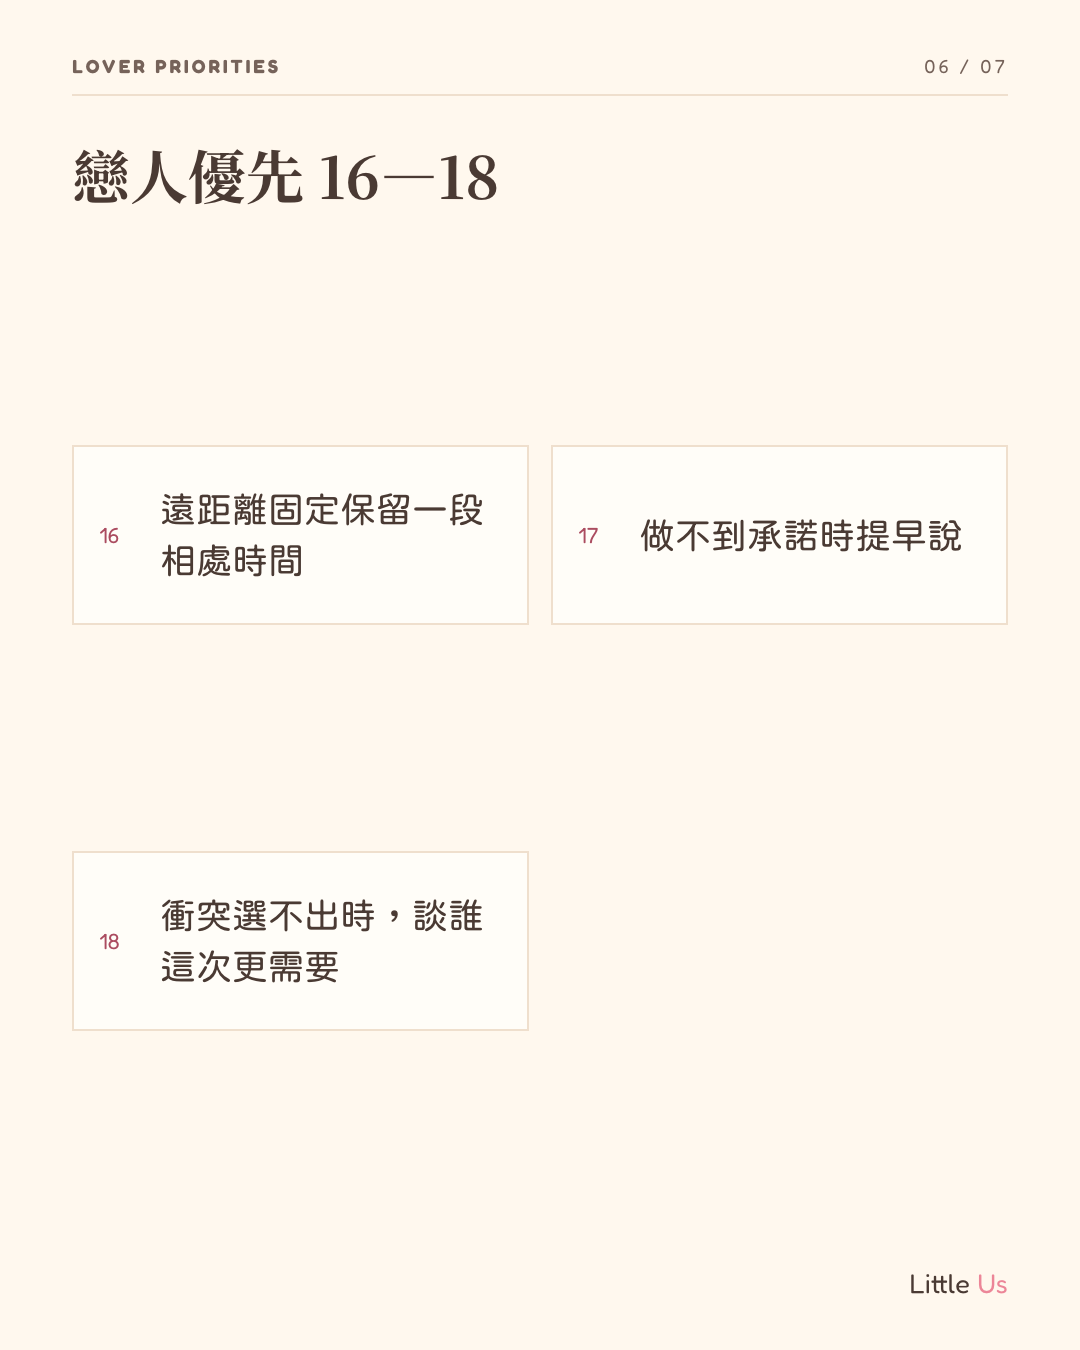 LOVER PRIORITIES
06 / 07
戀人優先 16—18
16
遠距離固定保留一段
相處時間
17
做不到承諾時提早說
18
衝突選不出時，談誰
這次更需要
Little Us